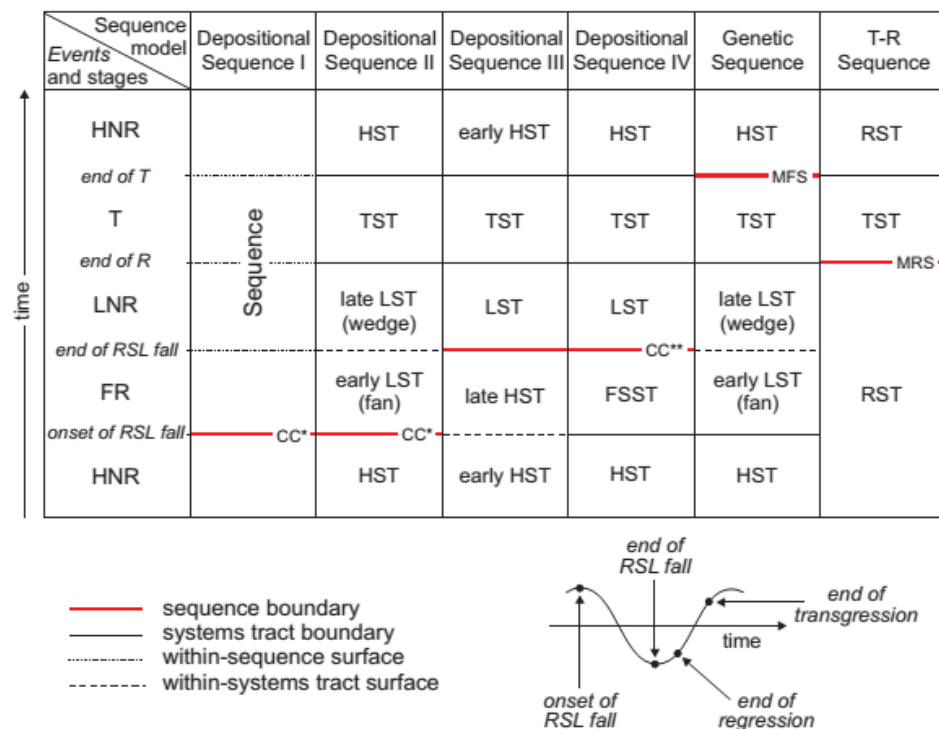 Sequence model
Events and stages
Depositional Sequence I
Depositional Sequence II
Depositional Sequence III
Depositional Sequence IV
Genetic Sequence
T-R Sequence
time
HNR
HST
early HST
HST
HST
RST
end of T
MFS
T
Sequence
TST
TST
TST
TST
TST
end of R
MRS
LNR
late LST
(wedge)
LST
LST
late LST
(wedge)
end of RSL fall
CC**
FR
early LST
(fan)
late HST
FSST
early LST
(fan)
RST
onset of RSL fall
CC*
CC*
HNR
HST
early HST
HST
HST
sequence boundary
systems tract boundary
within-sequence surface
within-systems tract surface
end of
RSL fall
end of
transgression
time
onset of
RSL fall
end of
regression